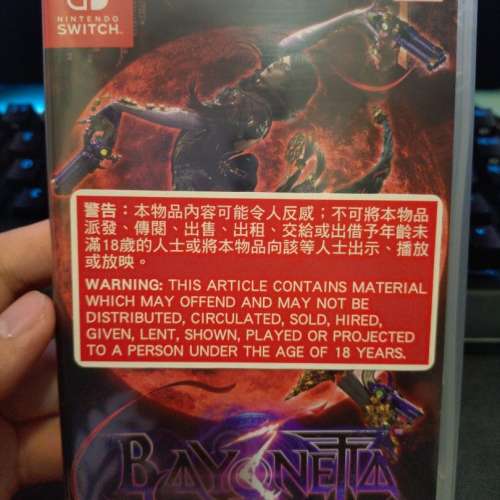 NINTENDO
SWITCH
警告：本物品內容可能令人反感；不可將本物品
派發、傳閱、出售、出租、交給或出借予年齡未
滿18歲的人士或將本物品向該等人士出示、播放
或放映。
WARNING: THIS ARTICLE CONTAINS MATERIAL
WHICH MAY OFFEND AND MAY NOT BE
DISTRIBUTED, CIRCULATED, SOLD, HIRED,
GIVEN, LENT, SHOWN, PLAYED OR PROJECTED
TO A PERSON UNDER THE AGE OF 18 YEARS.
BAYONETTA